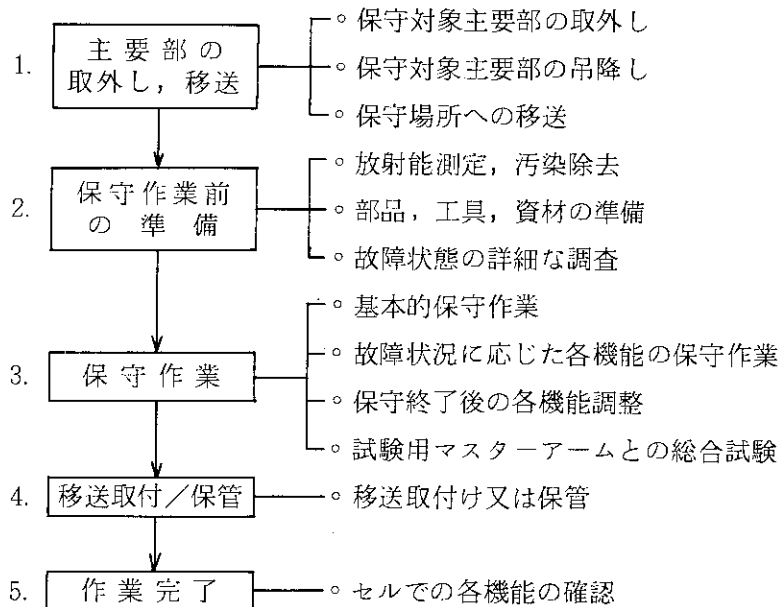 1. 主要部の
取外し，移送
○ 保守対象主要部の取外し
○ 保守対象主要部の吊降し
○ 保守場所への移送
2. 保守作業前
の準備
○ 放射能測定，汚染除去
○ 部品，工具，資材の準備
○ 故障状態の詳細な調査
3. 保守作業
○ 基本的保守作業
○ 故障状況に応じた各機能の保守作業
○ 保守終了後の各機能調整
○ 試験用マスターアームとの総合試験
4. 移送取付／保管
○ 移送取付け又は保管
5. 作業完了
○ セルでの各機能の確認